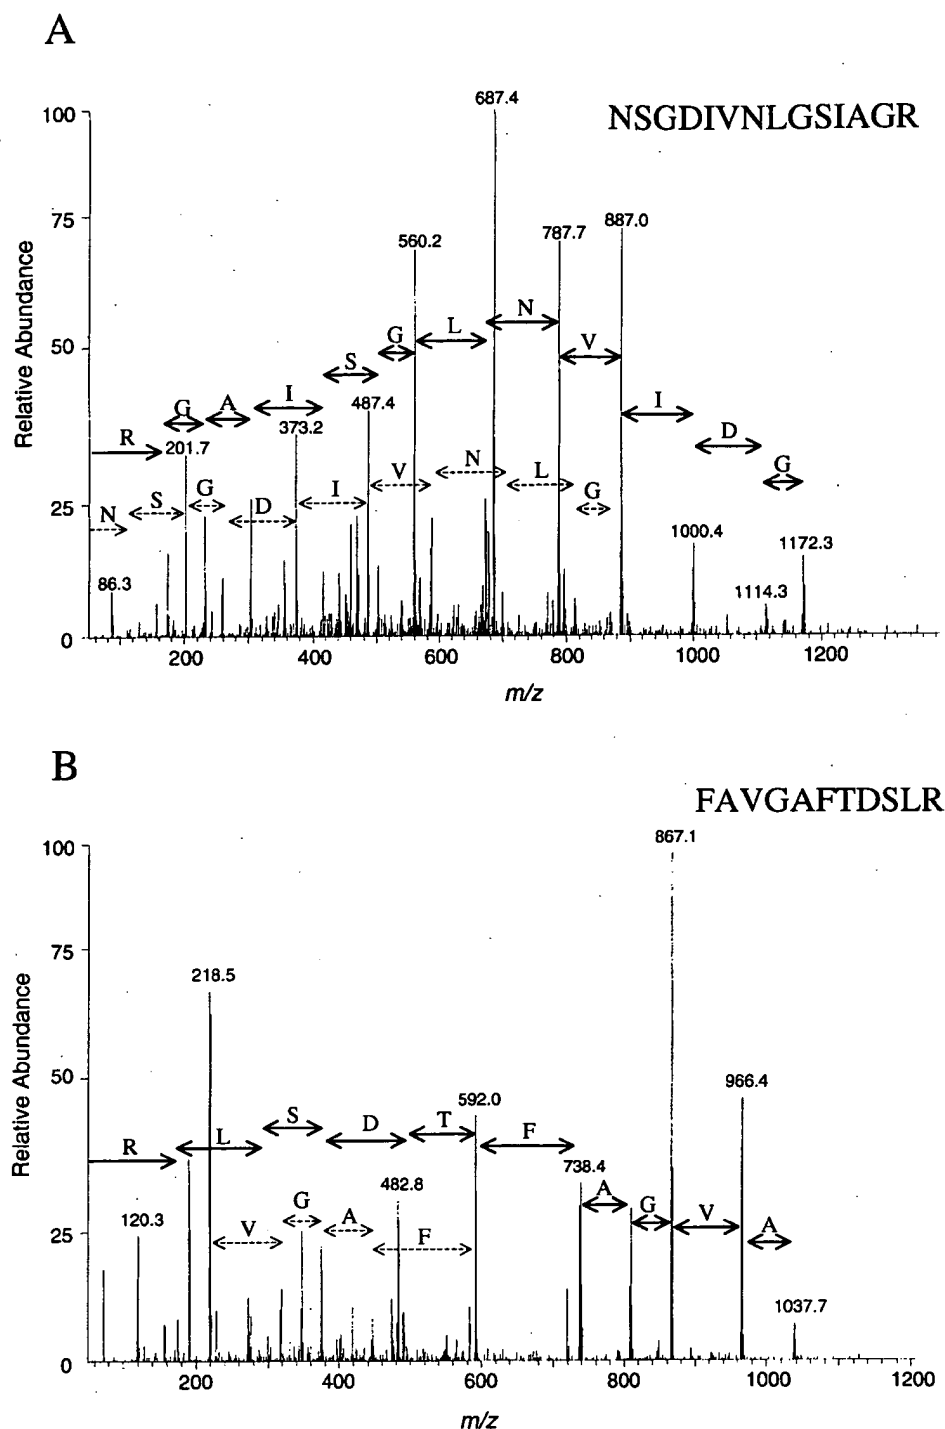 A
NSGDIVNLGSIAGR
Relative Abundance
100
75
50
25
0
687.4
887.0
787.7
560.2
N
V
L
G
S
I
A
G
487.4
I
373.2
R
201.7
D
G
N
V
L
I
G
S
D
G
N
86.3
1000.4
1172.3
1114.3
200
400
600
800
1000
1200
m/z
B
FAVGAFTDSLR
Relative Abundance
100
75
50
25
0
867.1
218.5
966.4
592.0
S
D
T
F
L
R
738.4
A
G
V
A
482.8
120.3
V
G
A
F
1037.7
200
400
600
800
1000
1200
m/z